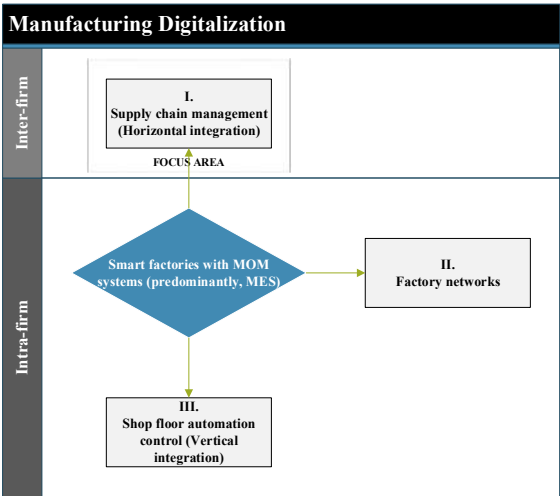 Manufacturing Digitalization
Inter-firm
I.
Supply chain management
(Horizontal integration)
FOCUS AREA
Intra-firm
Smart factories with MOM
systems (predominantly, MES)
II.
Factory networks
III.
Shop floor automation
control (Vertical
integration)